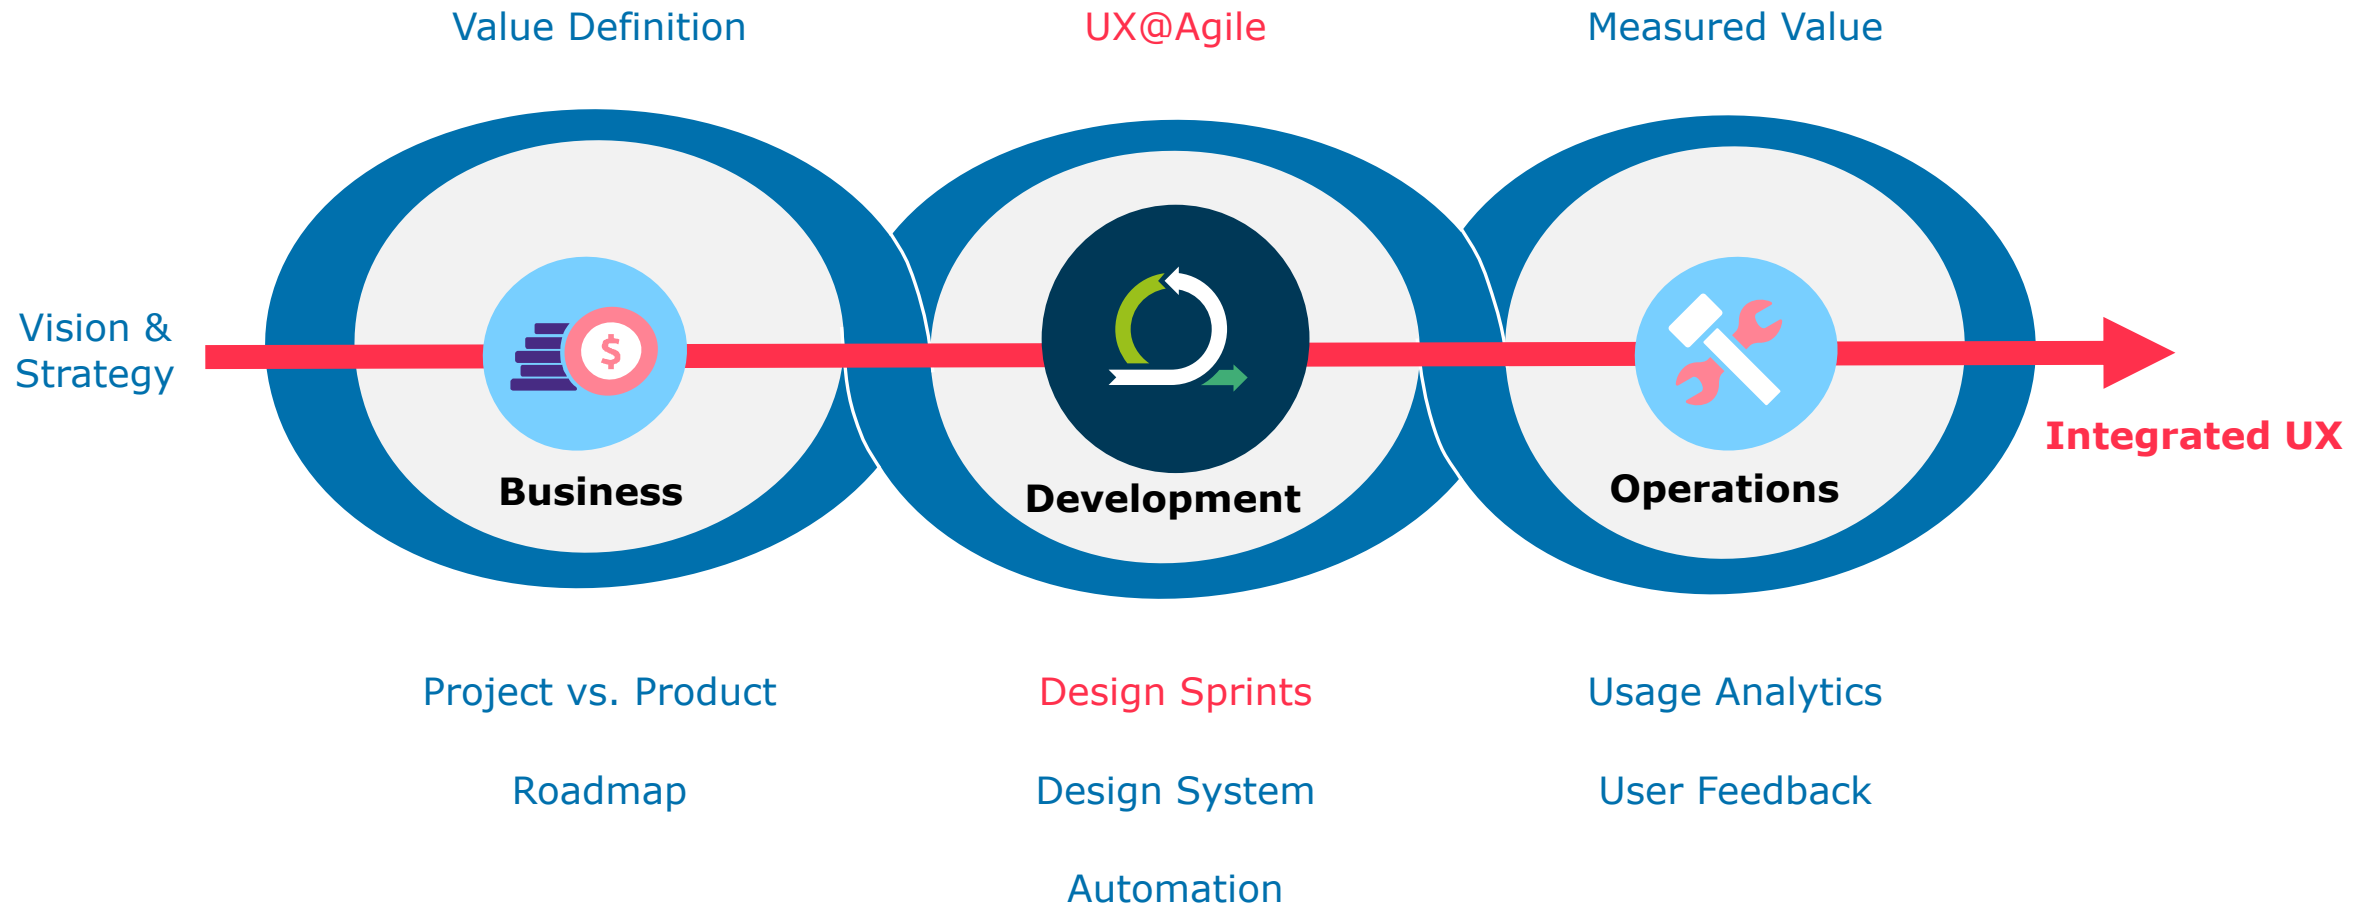 Value Definition
UX@Agile
Measured Value
Vision &
Strategy
$
Business
Development
Operations
Integrated UX
Project vs. Product
Design Sprints
Usage Analytics
Roadmap
Design System
User Feedback
Automation